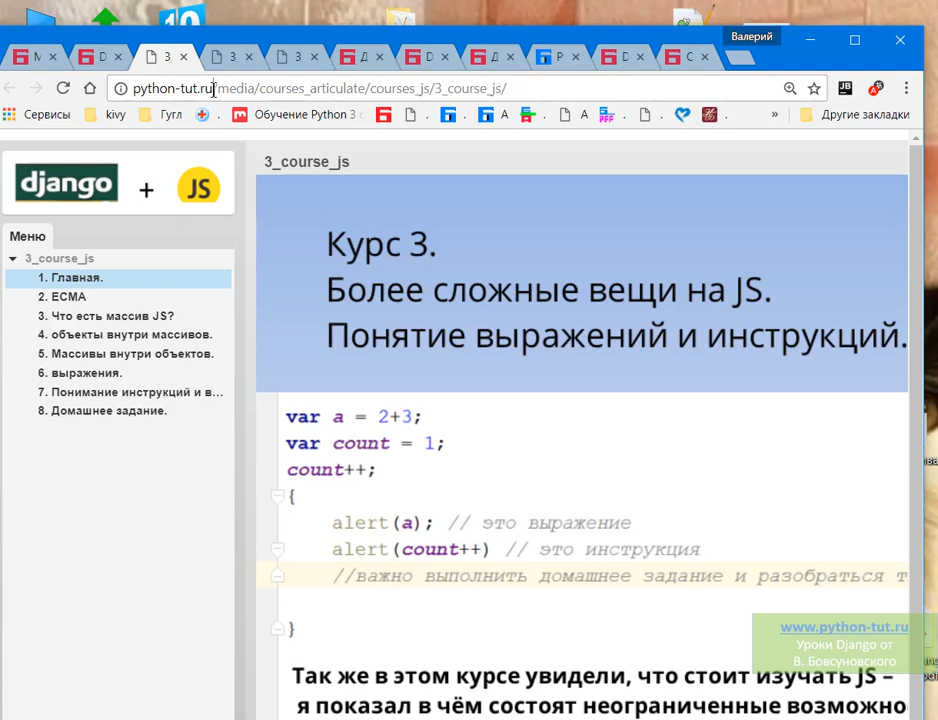 10
Валерий
М
D
3
3
3
Д
D
Д
Р
D
С
python-tut.ru/media/courses_articulate/courses_js/3_course_js/
JB
Сервисы
kivy
Гугл
.
Обучение Python 3
.
А
.
А
.
»
Другие закладки
django + JS
3_course_js
Меню
3_course_js
1. Главная.
2. ECMA
3. Что есть массив JS?
4. объекты внутри массивов.
5. Массивы внутри объектов.
6. выражения.
7. Понимание инструкций и в...
8. Домашнее задание.
Курс 3.
Более сложные вещи на JS.
Понятие выражений и инструкций.
var a = 2+3;
var count = 1;
count++;
{
alert(a); // это выражение
alert(count++) // это инструкция
//важно выполнить домашнее задание и разобраться т
}
www.python-tut.ru
Уроки Django от
В. Бовсуновского
Так же в этом курсе увидели, что стоит изучать JS –
я показал в чём состоят неограниченные возможно